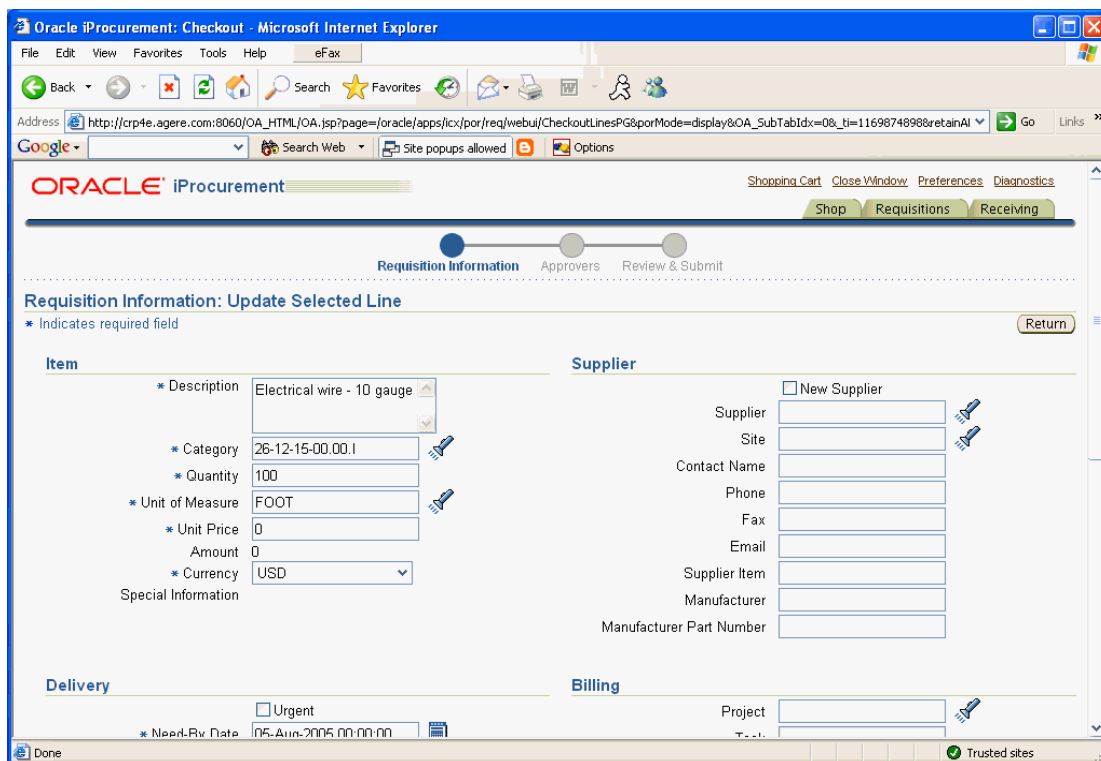 Oracle iProcurement: Checkout - Microsoft Internet Explorer
File Edit View Favorites Tools Help eFax
Back Search Favorites
Address http://crp4e.agere.com:8060/OA_HTML/OA.jsp?page=/oracle/apps/icx/por/req/webui/CheckoutLinesPG&porMode=display&OA_SubTabIdx=0&_ti=1169874898&retainAI Go Links »
Google Search Web Site popups allowed Options
ORACLE iProcurement
Shopping Cart Close Window Preferences Diagnostics
Shop Requisitions Receiving
Requisition Information Approvers Review & Submit
Requisition Information: Update Selected Line
* Indicates required field
Return
Item
* Description Electrical wire - 10 gauge
* Category 26-12-15-00.00.I
* Quantity 100
* Unit of Measure FOOT
* Unit Price 0
Amount 0
* Currency USD
Special Information
Supplier
New Supplier
Supplier
Site
Contact Name
Phone
Fax
Email
Supplier Item
Manufacturer
Manufacturer Part Number
Delivery
Urgent
* Need-By Date 05-Aug-2005 00:00:00
Billing
Project
Task
Done
Trusted sites